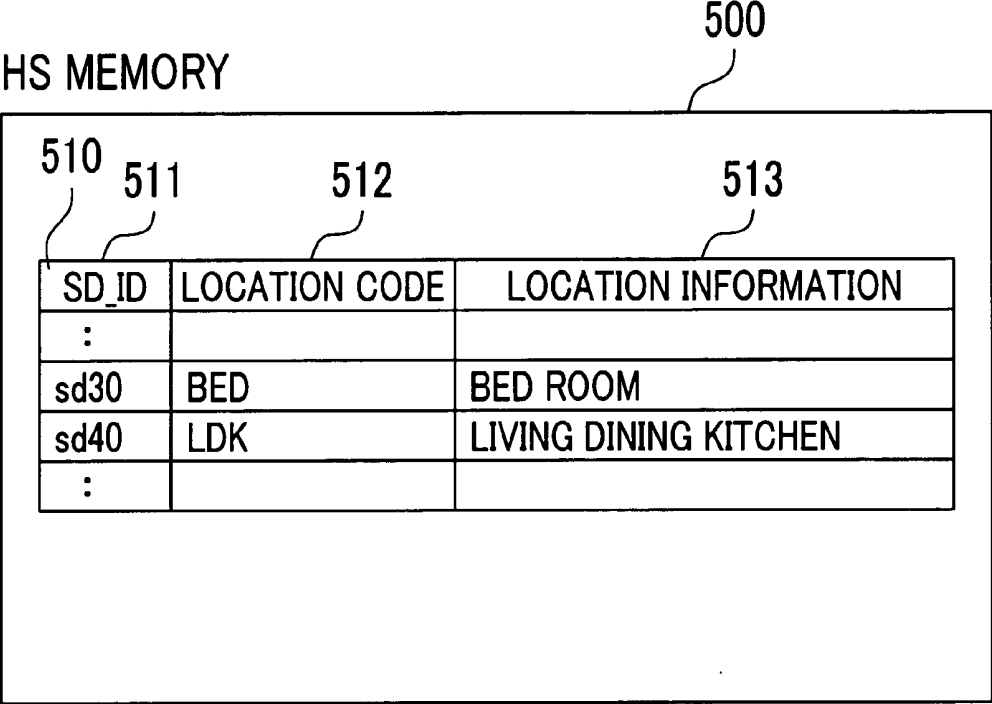 500
HS MEMORY
510 511 512 513
SD_ID LOCATION CODE LOCATION INFORMATION
:
sd30 BED BED ROOM
sd40 LDK LIVING DINING KITCHEN
: